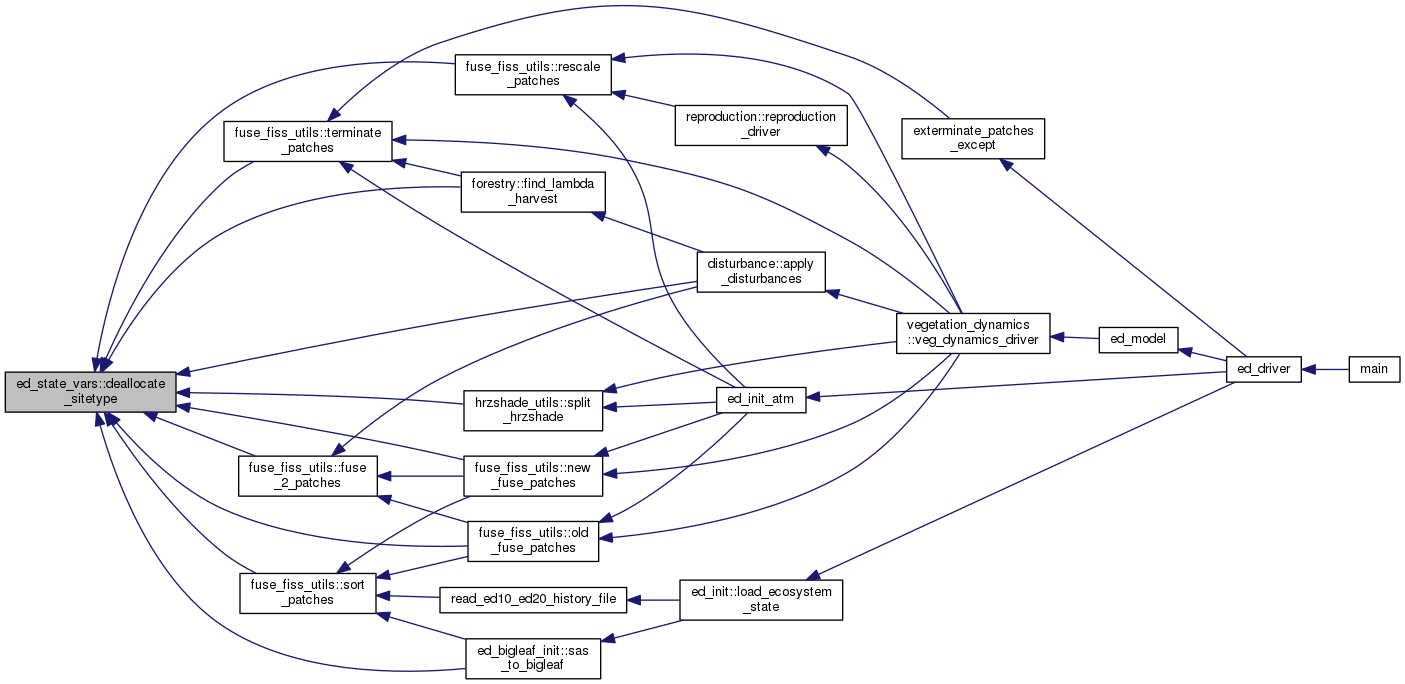 fuse_fiss_utils::rescale
_patches
fuse_fiss_utils::terminate
_patches
reproduction::reproduction
_driver
exterminate_patches
_except
forestry::find_lambda
_harvest
disturbance::apply
_disturbances
vegetation_dynamics
::veg_dynamics_driver
ed_model
ed_driver
main
ed_state_vars::deallocate
_sitetype
hrzshade_utils::split
_hrzshade
ed_init_atm
fuse_fiss_utils::fuse
_2_patches
fuse_fiss_utils::new
_fuse_patches
fuse_fiss_utils::old
_fuse_patches
fuse_fiss_utils::sort
_patches
read_ed10_ed20_history_file
ed_init::load_ecosystem
_state
ed_bigleaf_init::sas
_to_bigleaf